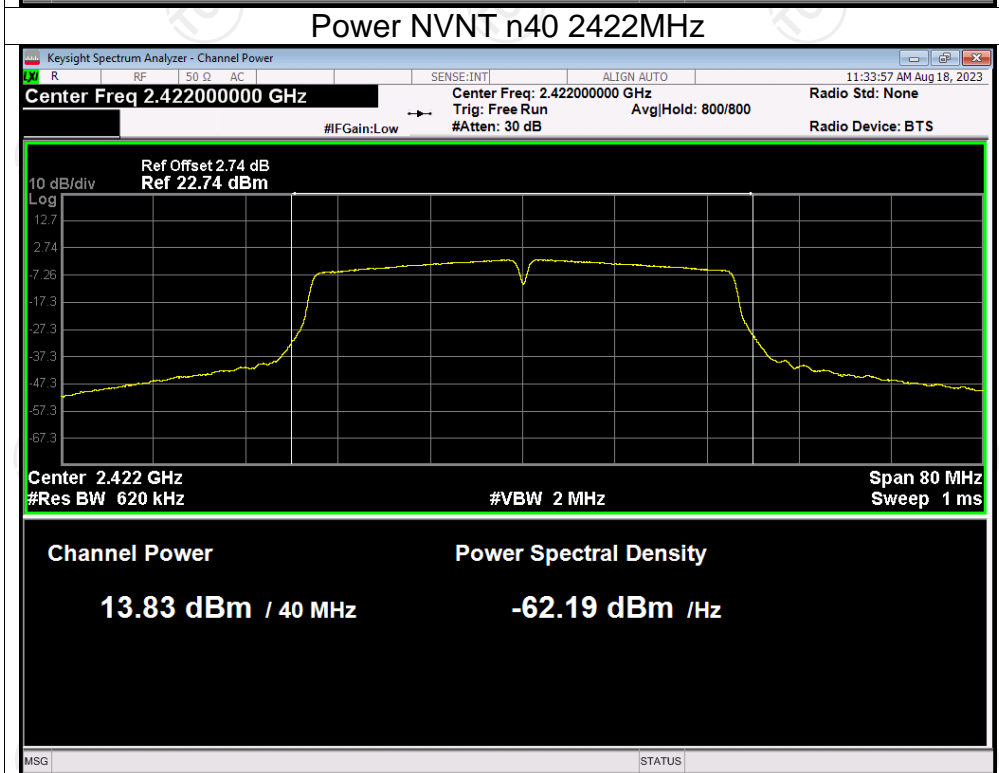 Power NVNT n40 2422MHz
Keysight Spectrum Analyzer - Channel Power
LXI R RF 50 Ω AC SENSE:INT ALIGN AUTO 11:33:57 AM Aug 18, 2023
Center Freq 2.422000000 GHz Center Freq: 2.422000000 GHz Radio Std: None
Trig: Free Run Avg|Hold: 800/800
#IFGain:Low #Atten: 30 dB Radio Device: BTS
Ref Offset 2.74 dB
10 dB/div Ref 22.74 dBm
Log
12.7
2.74
-7.26
-17.3
-27.3
-37.3
-47.3
-57.3
-67.3
Center 2.422 GHz Span 80 MHz
#Res BW 620 kHz #VBW 2 MHz Sweep 1 ms
Channel Power Power Spectral Density
13.83 dBm / 40 MHz -62.19 dBm /Hz
MSG STATUS